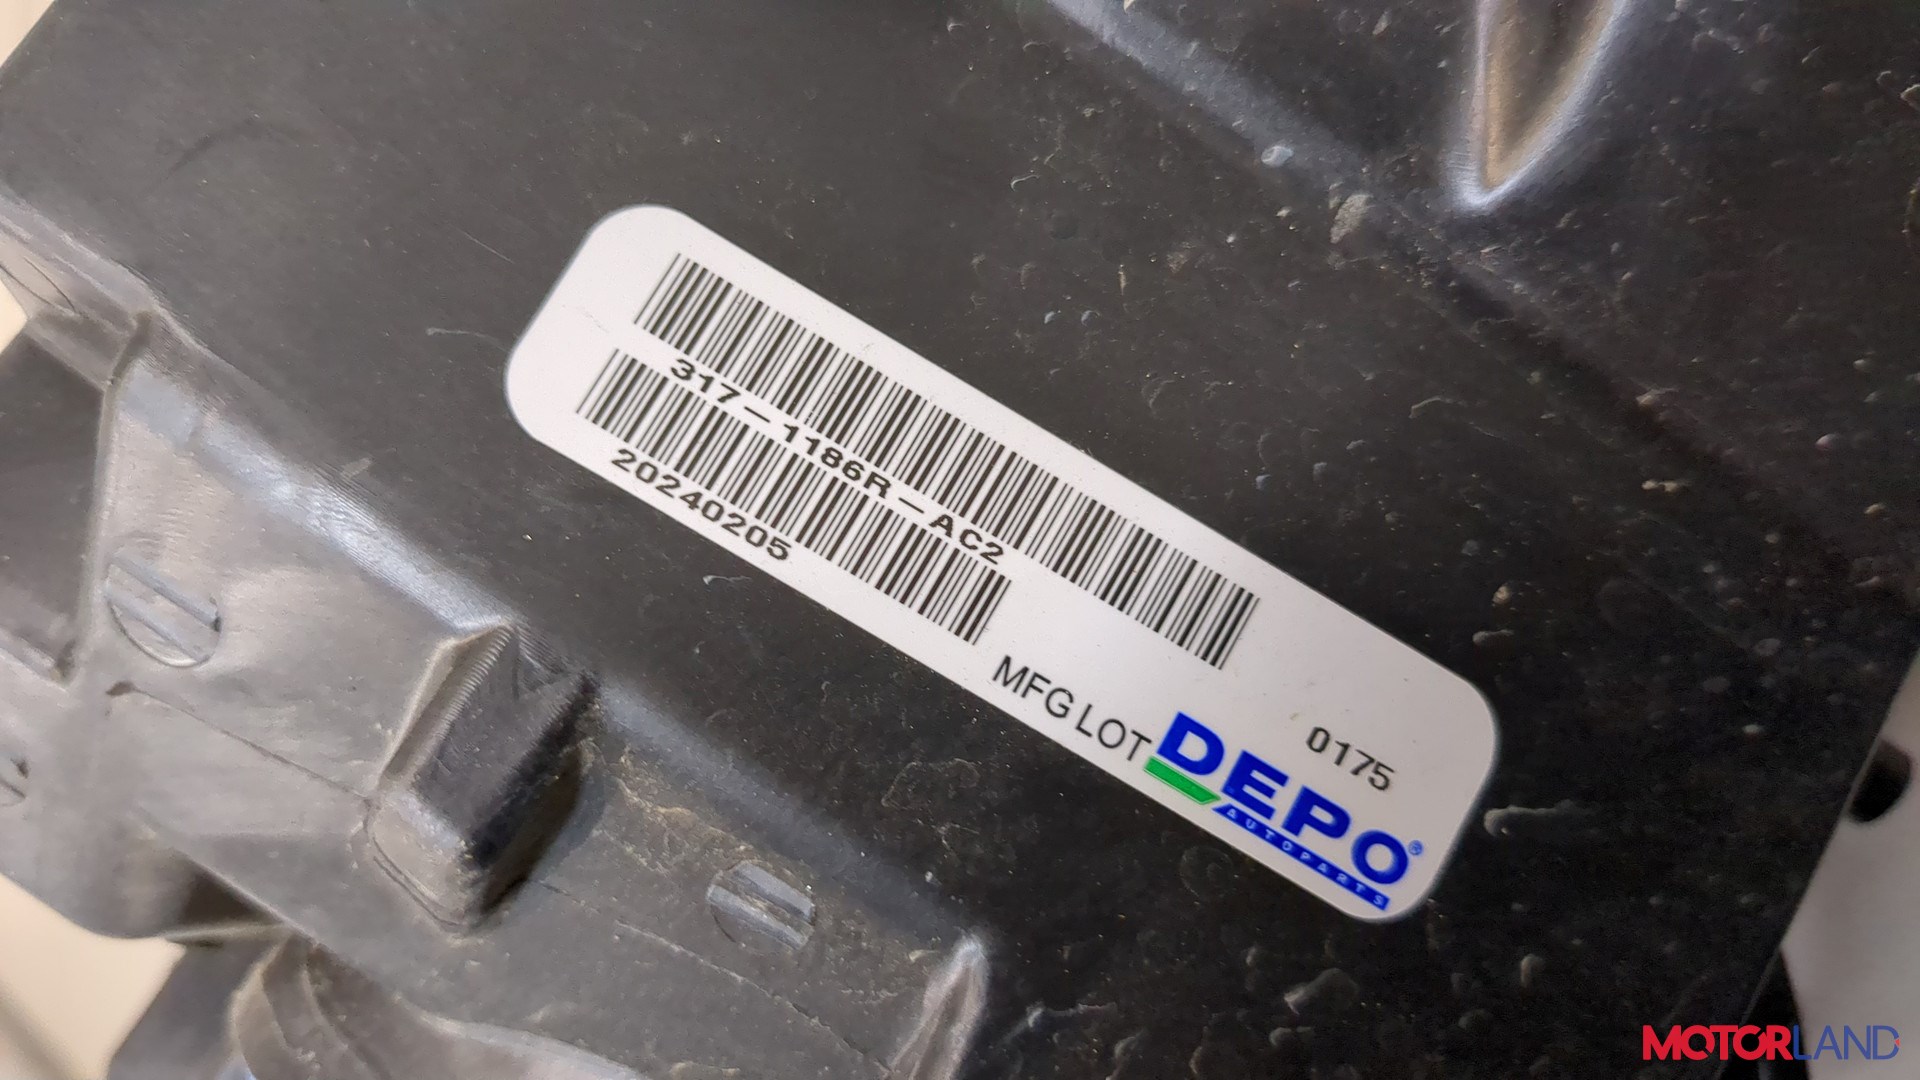 317-1186R-AC2
20240205
MFG LOT
0175
DEPO®
AUTOPARTS
MOTORLAND